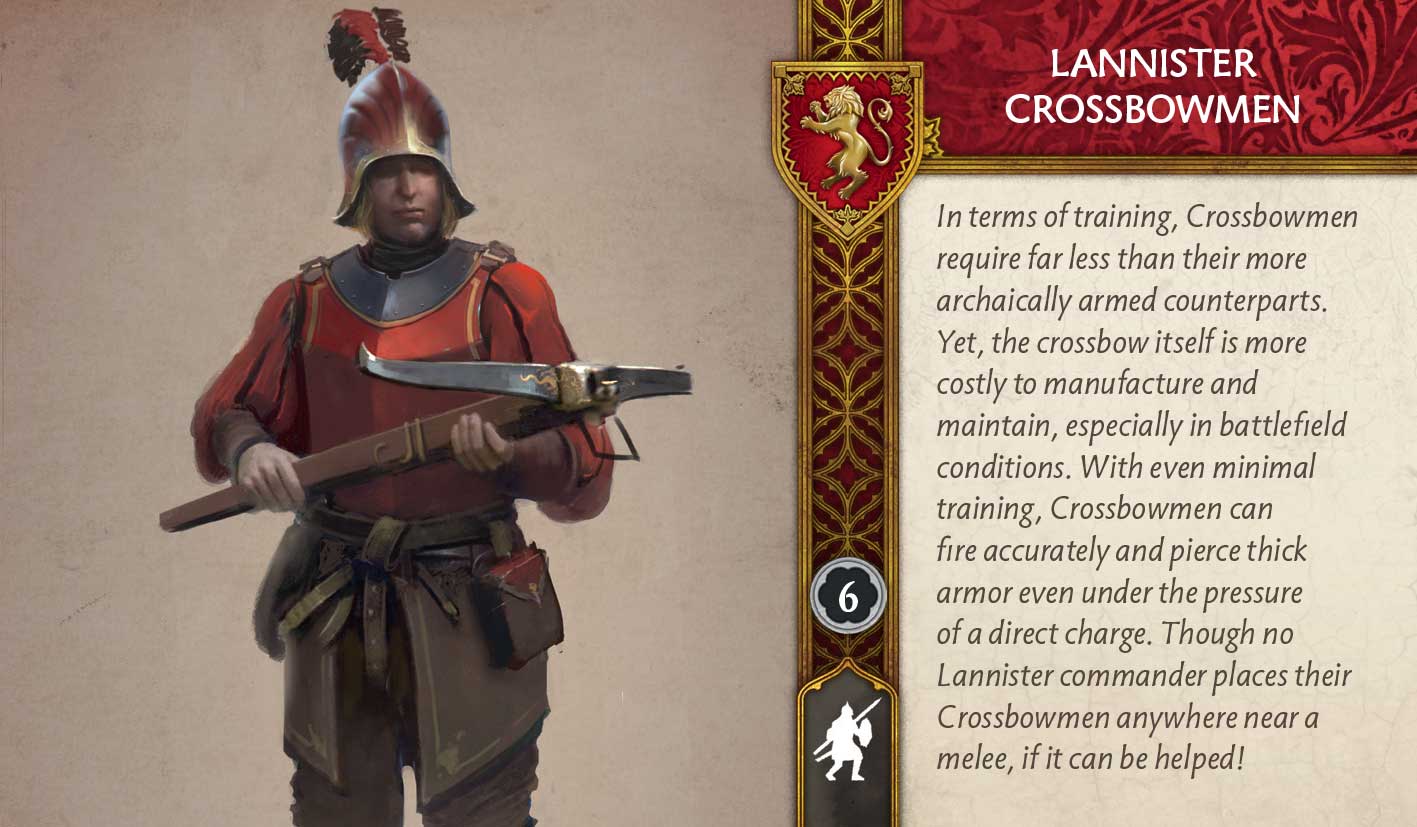 LANNISTER
CROSSBOWMEN
In terms of training, Crossbowmen
require far less than their more
archaically armed counterparts.
Yet, the crossbow itself is more
costly to manufacture and
maintain, especially in battlefield
conditions. With even minimal
training, Crossbowmen can
fire accurately and pierce thick
armor even under the pressure
of a direct charge. Though no
Lannister commander places their
Crossbowmen anywhere near a
melee, if it can be helped!
6